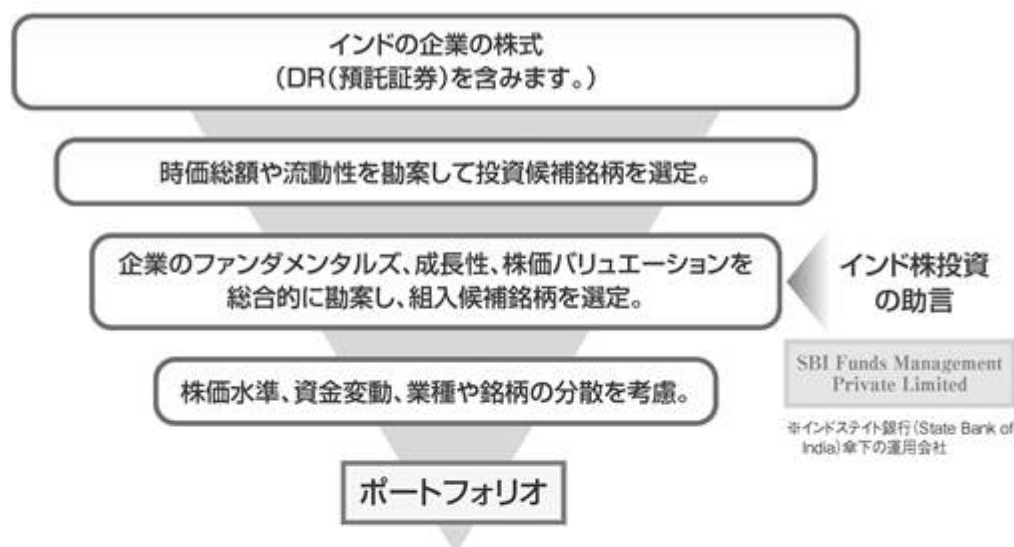 インドの企業の株式
（DR（預託証券）を含みます。）
時価総額や流動性を勘案して投資候補銘柄を選定。
企業のファンダメンタルズ、成長性、株価バリュエーションを
総合的に勘案し、組入候補銘柄を選定。
インド株投資
の助言
SBI Funds Management
Private Limited
※インドステイト銀行（State Bank of
India）傘下の運用会社
株価水準、資金変動、業種や銘柄の分散を考慮。
ポートフォリオ